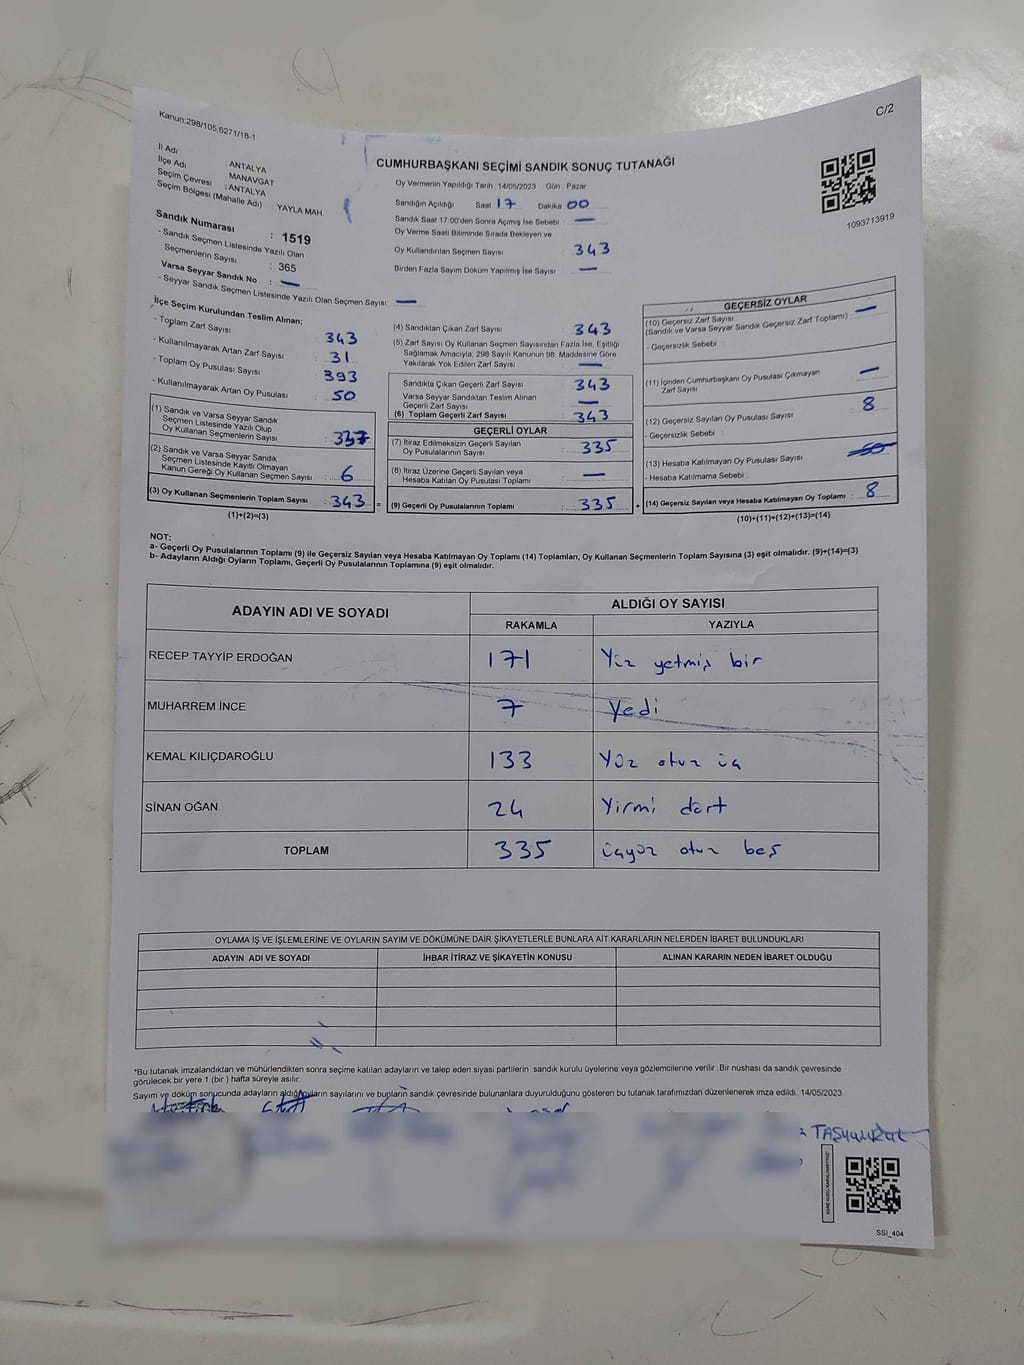 Kanun:298/105,6271/18-1
C/2
İl Adı : ANTALYA
İlçe Adı : MANAVGAT
Seçim Çevresi : ANTALYA
Seçim Bölgesi (Mahalle Adı) : YAYLA MAH
Sandık Numarası : 1519
- Sandık Seçmen Listesinde Yazılı Olan
Seçmenlerin Sayısı : 365
Varsa Seyyar Sandık No : —
- Seyyar Sandık Seçmen Listesinde Yazılı Olan Seçmen Sayısı : —
CUMHURBAŞKANI SEÇİMİ SANDIK SONUÇ TUTANAĞI
Oy Vermenin Yapıldığı Tarih : 14/05/2023 Gün : Pazar
Sandığın Açıldığı Saat 17 Dakika 00
Sandık Saat 17:00'den Sonra Açımış İse Sebebi : —
Oy Verme Saati Bitiminde Sırada Bekleyen ve
Oy Kullandırılan Seçmen Sayısı : 343
Birden Fazla Sayım Döküm Yapılmış İse Sayısı : —
1093713919
İlçe Seçim Kurulundan Teslim Alınan;
- Toplam Zarf Sayısı : 343
- Kullanılmayarak Artan Zarf Sayısı : 31
- Toplam Oy Pusulası Sayısı : 393
- Kullanılmayarak Artan Oy Pusulası : 50
(1) Sandık ve Varsa Seyyar Sandık
Seçmen Listesinde Yazılı Olup
Oy Kullanan Seçmenlerin Sayısı : 337
(2) Sandık ve Varsa Seyyar Sandık
Seçmen Listesinde Kayıtlı Olmayan
Kanun Gereği Oy Kullanan Seçmen Sayısı : 6
(3) Oy Kullanan Seçmenlerin Toplam Sayısı : 343 =
(1)+(2)=(3)
(4) Sandıktan Çıkan Zarf Sayısı : 343
(5) Zarf Sayısı Oy Kullanan Seçmen Sayısından Fazla İse, Eşitliği
Sağlamak Amacıyla, 298 Sayılı Kanunun 98. Maddesine Göre
Yakılarak Yok Edilen Zarf Sayısı : —
Sandıkta Çıkan Geçerli Zarf Sayısı : 343
Varsa Seyyar Sandıktan Teslim Alınan
Geçerli Zarf Sayısı : —
(6) Toplam Geçerli Zarf Sayısı : 343
GEÇERLİ OYLAR
(7) İtiraz Edilmeksizin Geçerli Sayılan
Oy Pusulalarının Sayısı : 335
(8) İtiraz Üzerine Geçerli Sayılan veya
Hesaba Katılan Oy Pusulası Toplamı : —
(9) Geçerli Oy Pusulalarının Toplamı : 335 +
GEÇERSİZ OYLAR
(10) Geçersiz Zarf Sayısı
(Sandık ve Varsa Seyyar Sandık Geçersiz Zarf Toplamı) : —
- Geçersizlik Sebebi :
(11) İçinden Cumhurbaşkanı Oy Pusulası Çıkmayan
Zarf Sayısı : —
(12) Geçersiz Sayılan Oy Pusulası Sayısı : 8
- Geçersizlik Sebebi :
(13) Hesaba Katılmayan Oy Pusulası Sayısı : 50
- Hesaba Katılmama Sebebi :
(14) Geçersiz Sayılan veya Hesaba Katılmayan Oy Toplamı : 8
(10)+(11)+(12)+(13)=(14)
NOT:
a- Geçerli Oy Pusulalarının Toplamı (9) ile Geçersiz Sayılan veya Hesaba Katılmayan Oy Toplamı (14) Toplamları, Oy Kullanan Seçmenlerin Toplam Sayısına (3) eşit olmalıdır. (9)+(14)=(3)
b- Adayların Aldığı Oyların Toplamı, Geçerli Oy Pusulalarının Toplamına (9) eşit olmalıdır.
ADAYIN ADI VE SOYADI
ALDIĞI OY SAYISI
RAKAMLA YAZIYLA
RECEP TAYYİP ERDOĞAN 171 Yüz yetmiş bir
MUHARREM İNCE 7 Yedi
KEMAL KILIÇDAROĞLU 133 Yüz otuz üç
SİNAN OĞAN 24 Yirmi dört
TOPLAM 335 üçyüz otuz beş
OYLAMA İŞ VE İŞLEMLERİNE VE OYLARIN SAYIM VE DÖKÜMÜNE DAİR ŞİKAYETLERLE BUNLARA AİT KARARLARIN NELERDEN İBARET BULUNDUKLARI
ADAYIN ADI VE SOYADI İHBAR İTİRAZ VE ŞİKAYETİN KONUSU ALINAN KARARIN NEDEN İBARET OLDUĞU
*Bu tutanak imzalandıktan ve mühürlendikten sonra seçime katılan adayların ve talep eden siyasi partilerin sandık kurulu üyelerine veya gözlemcilerine verilir. Bir nüshası da sandık çevresinde
görülecek bir yere 1 (bir ) hafta süreyle asılır.
Sayım ve döküm sonucunda adayların aldığı oyların sayılarını ve bunların sandık çevresinde bulunanlara duyurulduğunu gösteren bu tutanak tarafımızdan düzenlenerek imza edildi. 14/05/2023
SSI_404